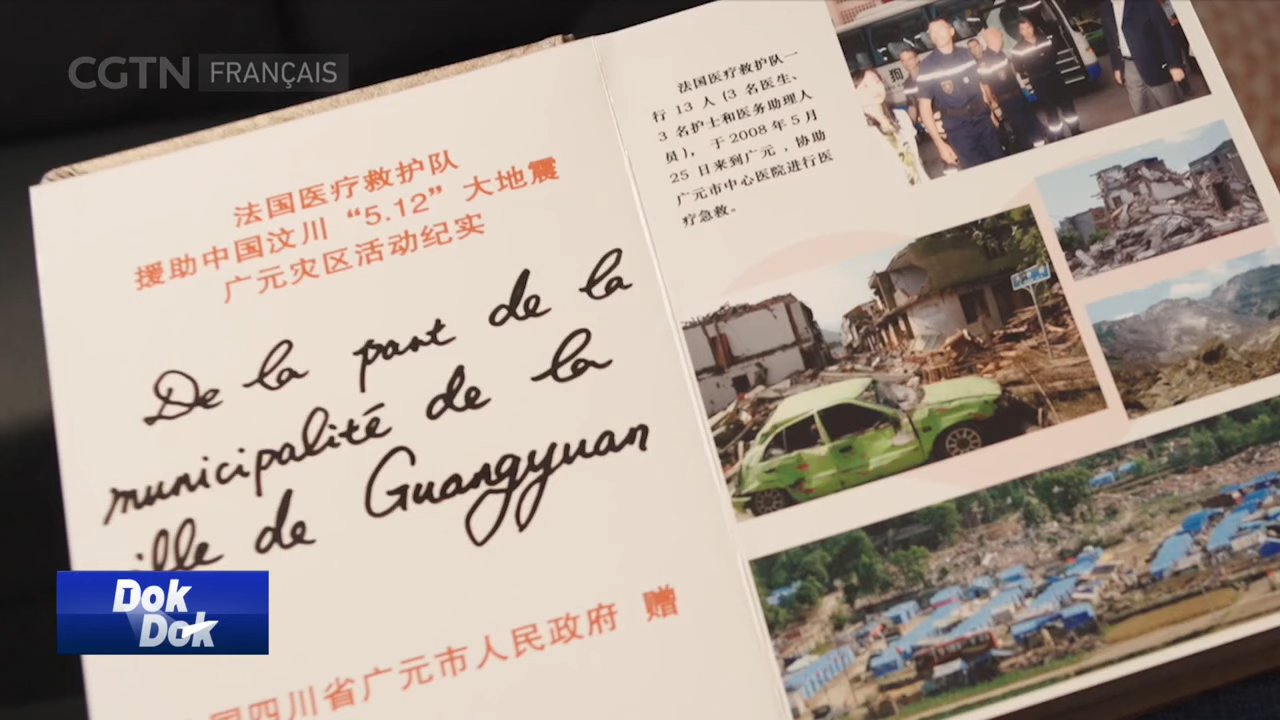 CGTN FRANÇAIS
法国医疗救护队
援助中国汶川“5.12”大地震
广元灾区活动纪实
De la part de la
municipalité de la
ille de Guangyuan
国四川省广元市人民政府 赠
法国医疗救护队一
行 13 人 (3 名医生、
3 名护士和医务助理人
员)， 于 2008 年 5 月
25 日来到广元 ，协助
广元市中心医院进行医
疗急救。
Dok
Dok